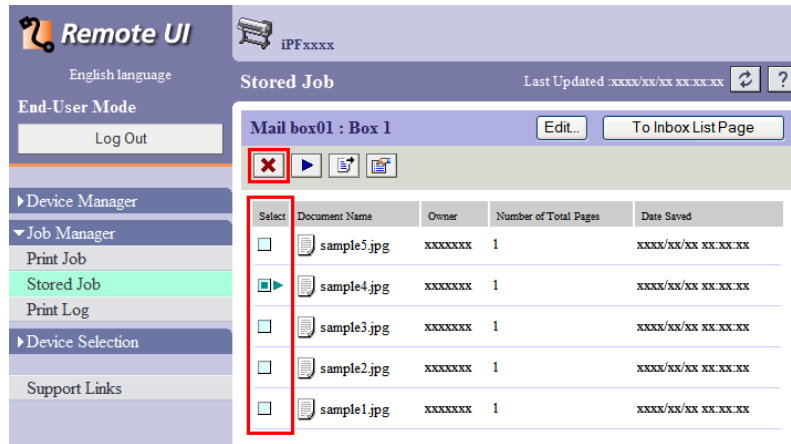 Remote UI
English language
End-User Mode
Log Out
Device Manager
Job Manager
Print Job
Stored Job
Print Log
Device Selection
Support Links
iPFxxxx
Stored Job Last Updated :xxxx/xx/xx xx:xx:xx ?
Mail box01 : Box 1 Edit... To Inbox List Page
Select Document Name Owner Number of Total Pages Date Saved
sample5.jpg xxxxxxx 1 xxxx/xx/xx xx:xx:xx
sample4.jpg xxxxxxx 1 xxxx/xx/xx xx:xx:xx
sample3.jpg xxxxxxx 1 xxxx/xx/xx xx:xx:xx
sample2.jpg xxxxxxx 1 xxxx/xx/xx xx:xx:xx
sample1.jpg xxxxxxx 1 xxxx/xx/xx xx:xx:xx